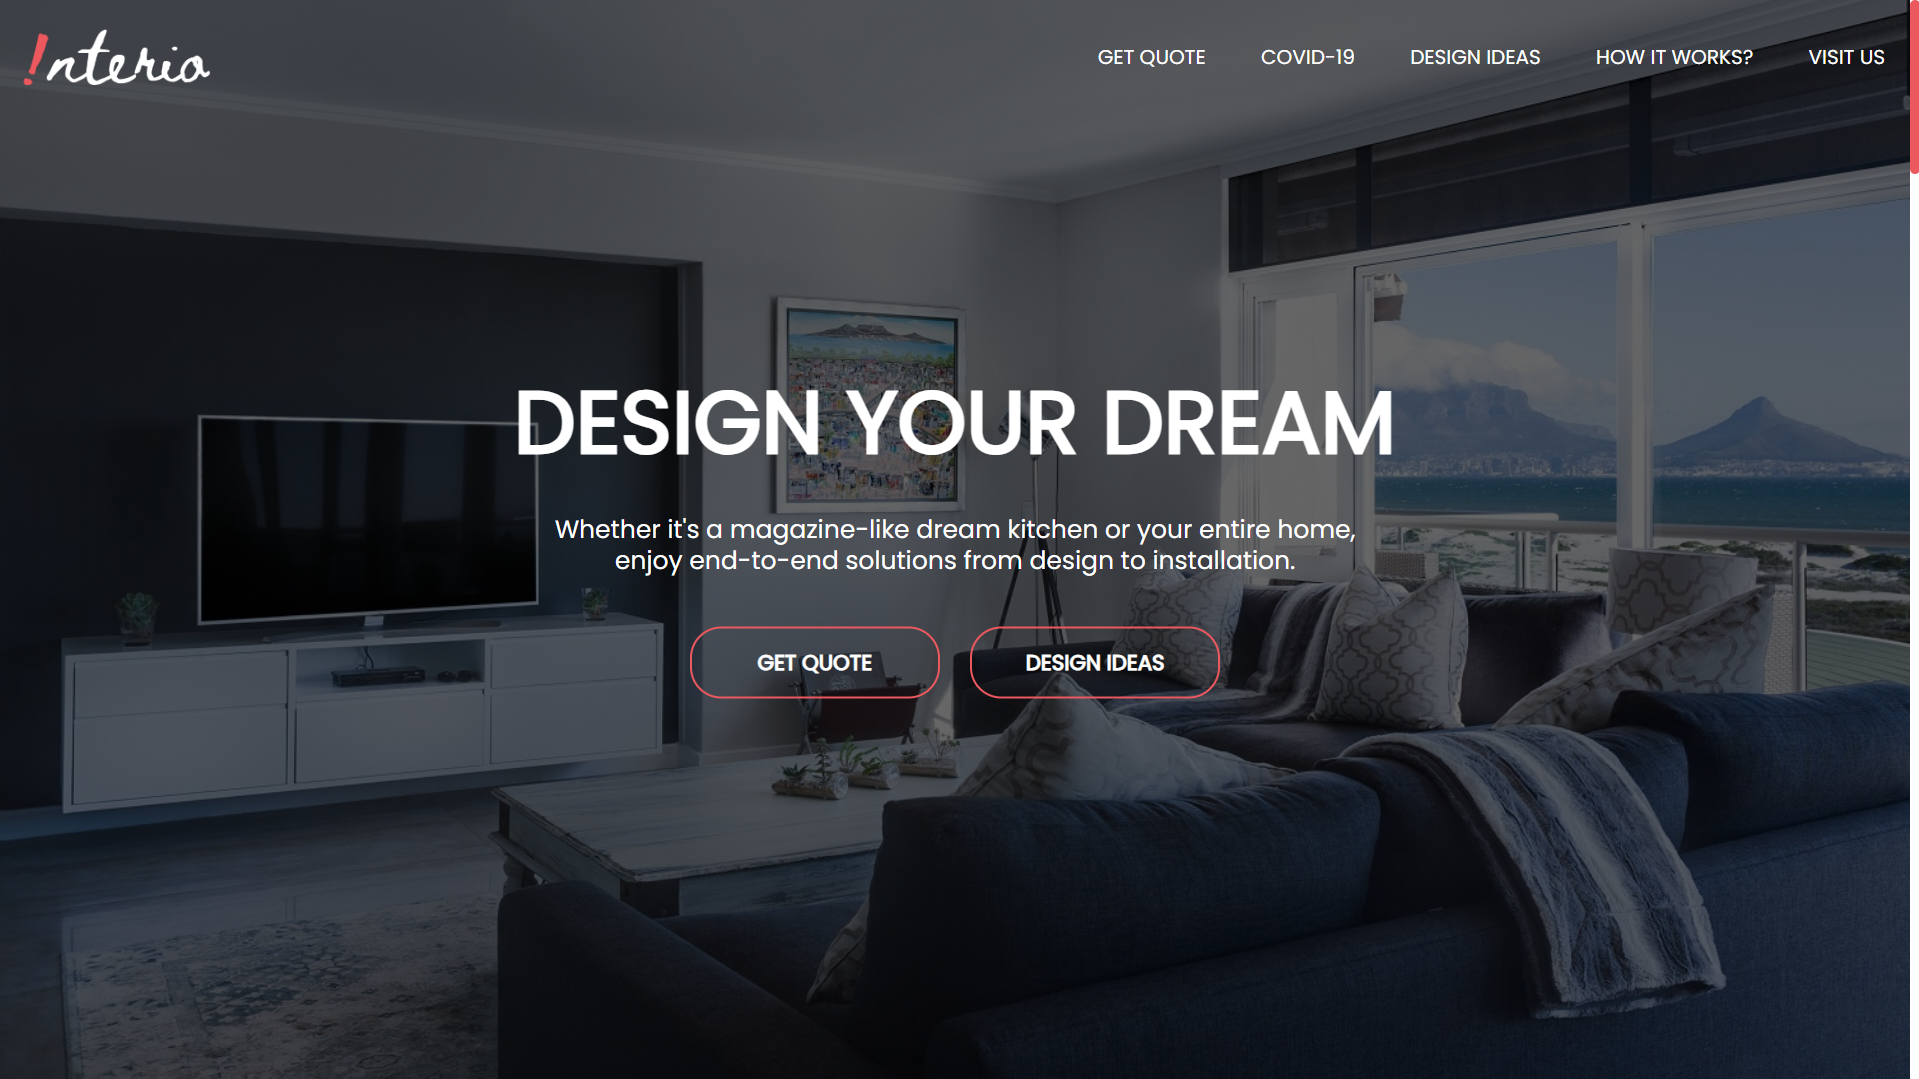 !nterio
GET QUOTE
COVID-19
DESIGN IDEAS
HOW IT WORKS?
VISIT US
DESIGN YOUR DREAM
Whether it's a magazine-like dream kitchen or your entire home,
enjoy end-to-end solutions from design to installation.
GET QUOTE
DESIGN IDEAS